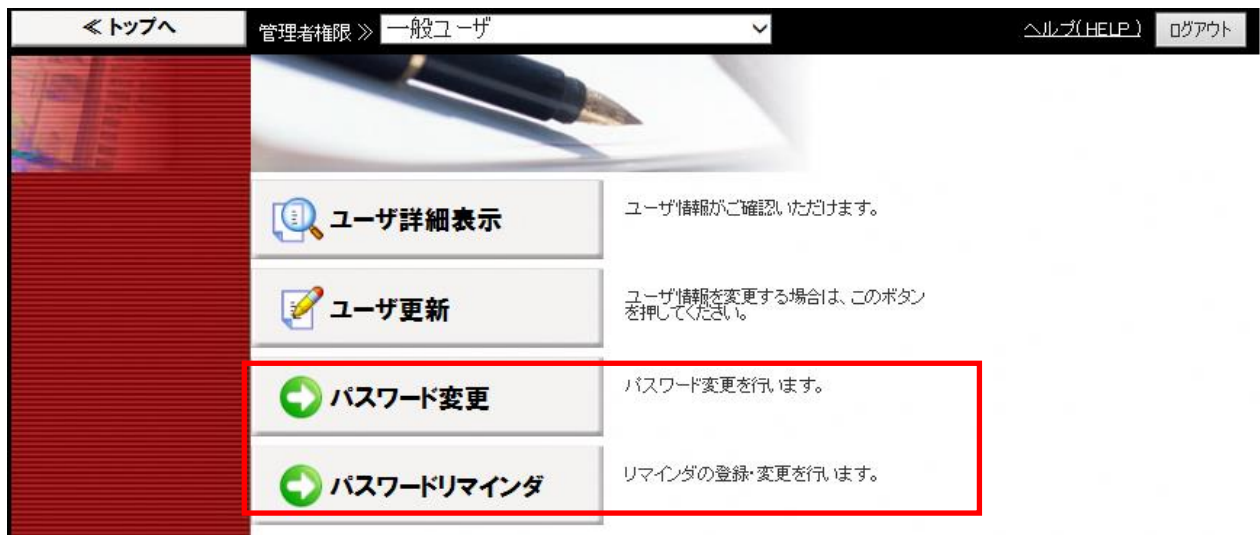 ≪ トップへ
管理者権限 ≫ 一般ユーザ
ヘルプ(HELP) ログアウト
ユーザ詳細表示
ユーザ情報がご確認いただけます。
ユーザ更新
ユーザ情報を変更する場合は、このボタン
を押してください。
パスワード変更
パスワード変更を行います。
パスワードリマインダ
リマインダの登録・変更を行います。